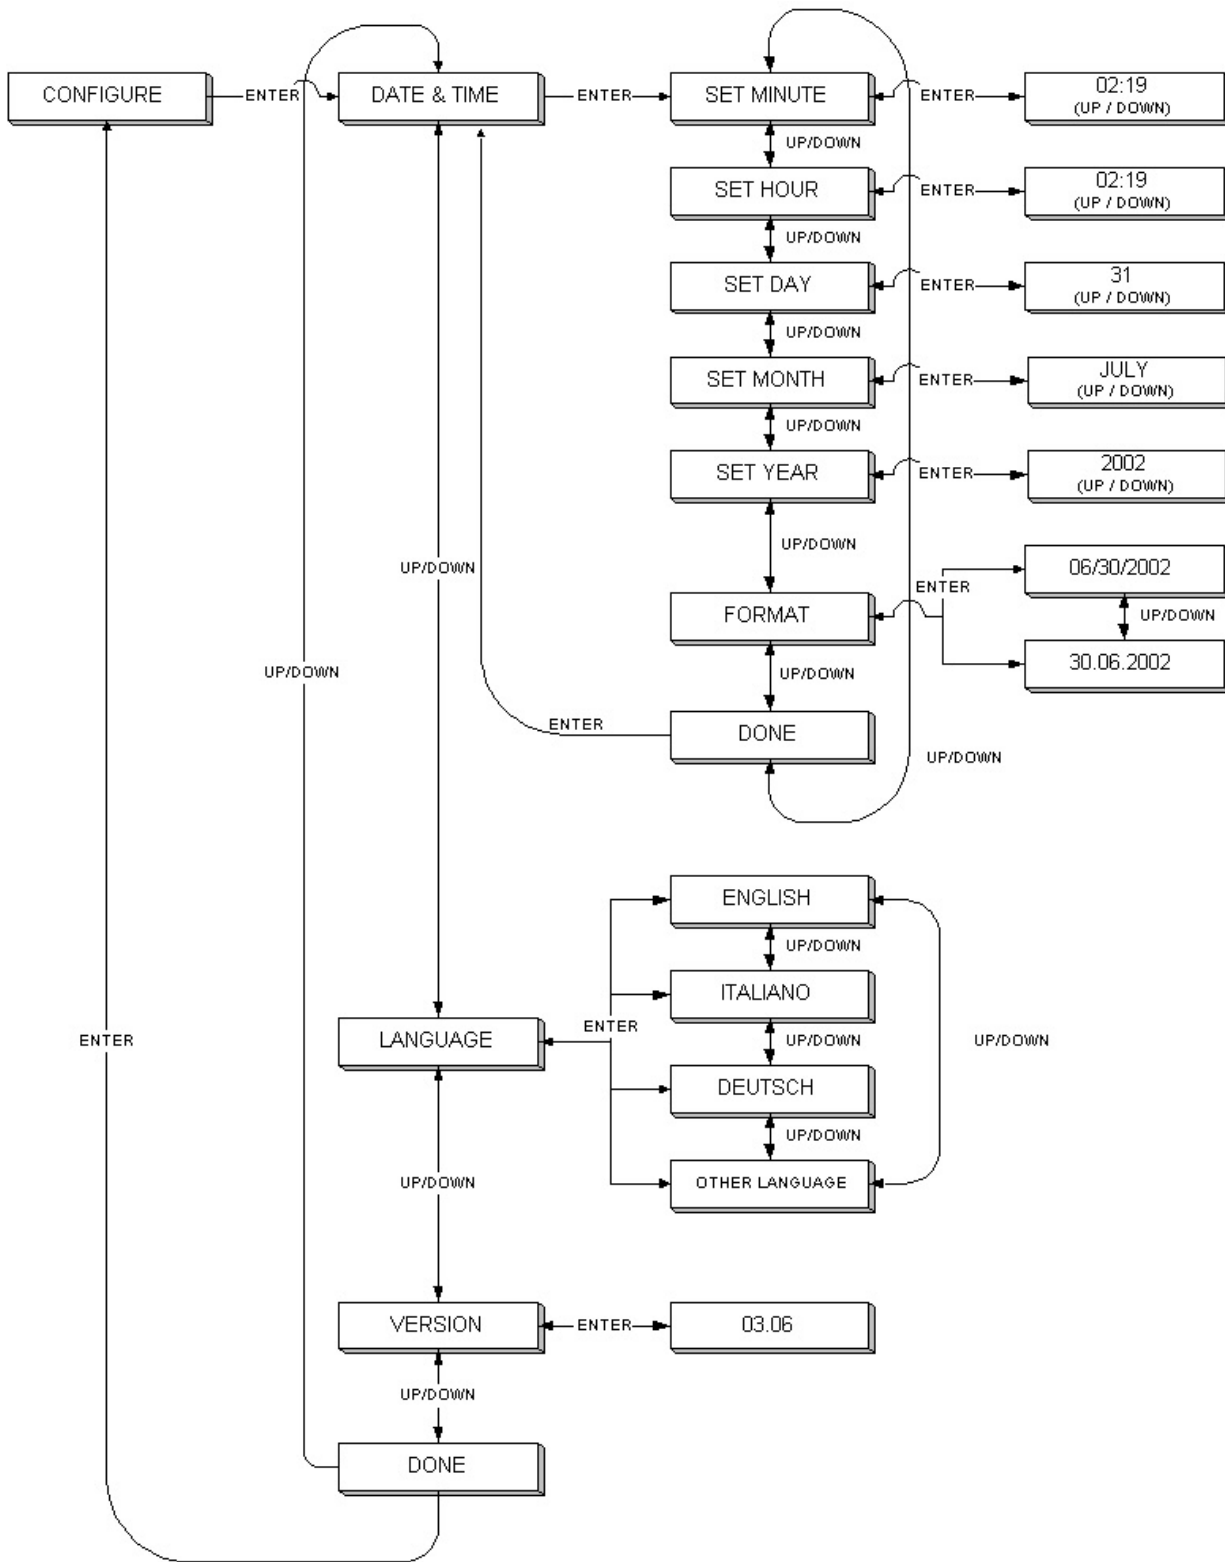 CONFIGURE
ENTER
DATE & TIME
ENTER
SET MINUTE
ENTER
02:19
(UP / DOWN)
UP/DOWN
SET HOUR
ENTER
02:19
(UP / DOWN)
UP/DOWN
SET DAY
ENTER
31
(UP / DOWN)
UP/DOWN
SET MONTH
ENTER
JULY
(UP / DOWN)
UP/DOWN
SET YEAR
ENTER
2002
(UP / DOWN)
UP/DOWN
UP/DOWN
FORMAT
ENTER
06/30/2002
UP/DOWN
30.06.2002
UP/DOWN
UP/DOWN
ENTER
DONE
UP/DOWN
ENGLISH
UP/DOWN
ITALIANO
ENTER
LANGUAGE
ENTER
UP/DOWN
UP/DOWN
DEUTSCH
UP/DOWN
OTHER LANGUAGE
UP/DOWN
VERSION
ENTER
03.06
UP/DOWN
DONE